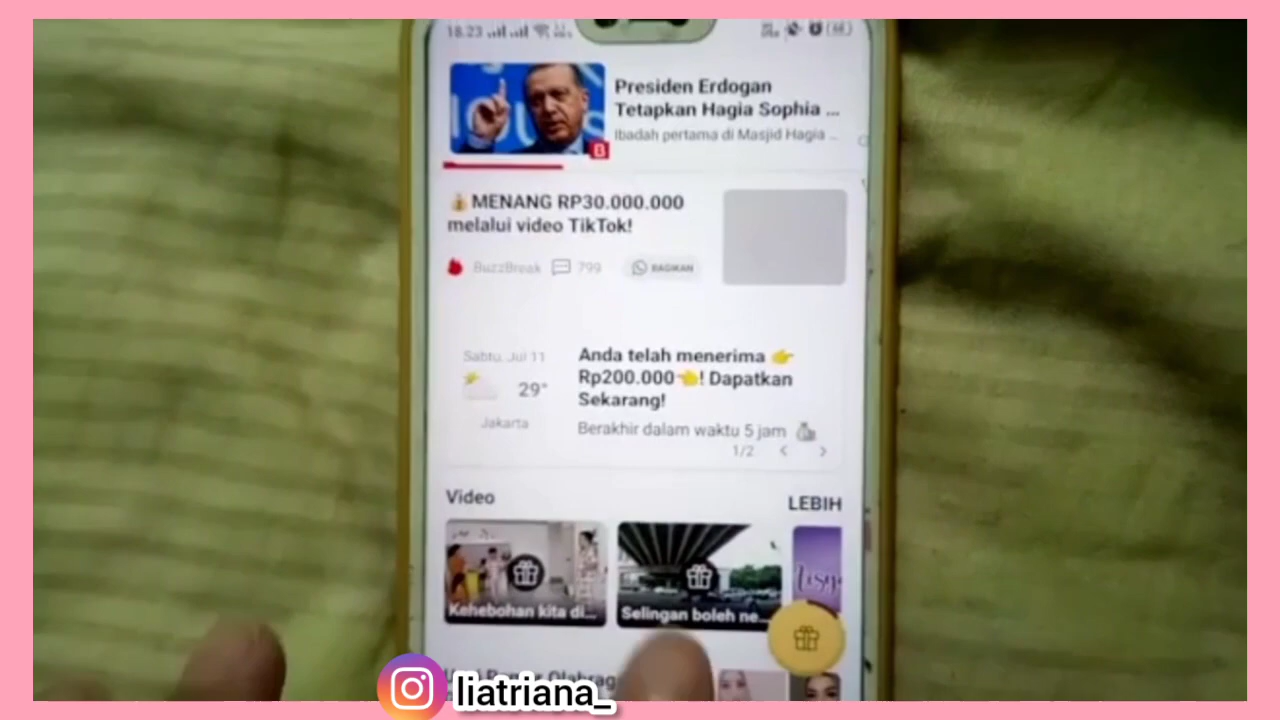 18.23
Presiden Erdogan
Tetapkan Hagia Sophia ...
Ibadah pertama di Masjid Hagia ...
B
💰MENANG RP30.000.000
melalui video TikTok!
BuzzBreak 799 BAGIKAN
Sabtu, Jul 11
29°
Jakarta
Anda telah menerima 👉
Rp200.000👈! Dapatkan
Sekarang!
Berakhir dalam waktu 5 jam 💰
1/2 < >
Video
LEBIH
Kehebohan kita di...
Selingan boleh ne...
liatriana_